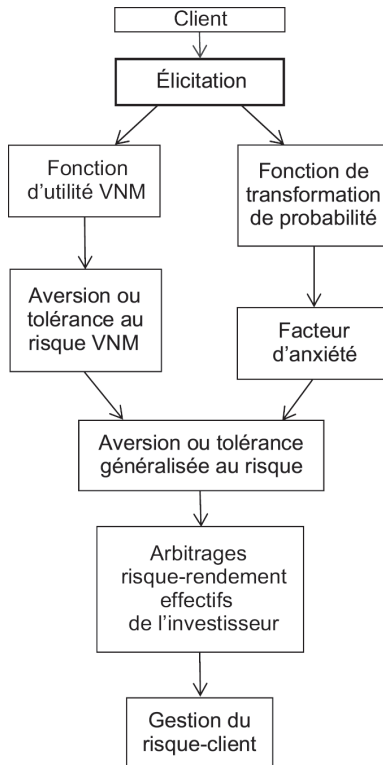 Client
Élicitation
Fonction
d'utilité VNM
Fonction de
transformation
de probabilité
Aversion ou
tolérance au
risque VNM
Facteur
d'anxiété
Aversion ou tolérance
généralisée au risque
Arbitrages
risque-rendement
effectifs
de l'investisseur
Gestion du
risque-client